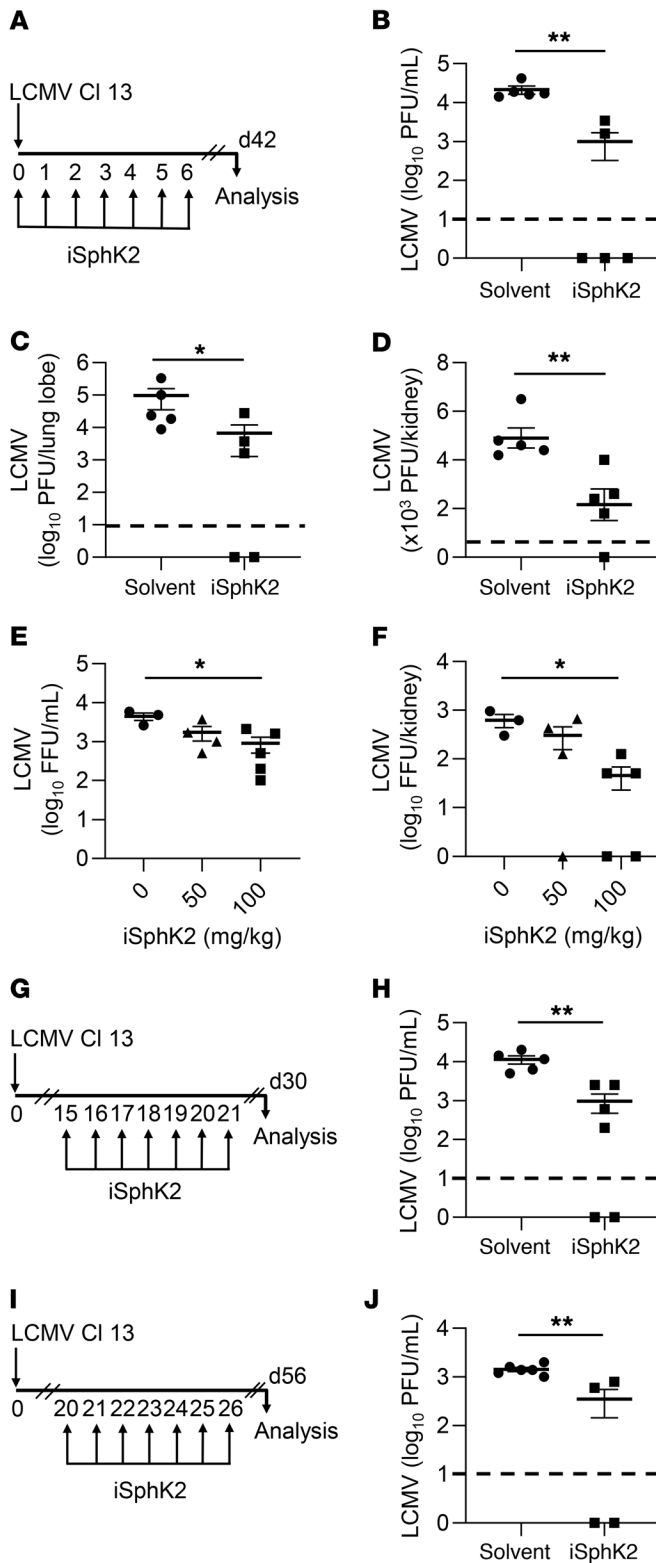 A
LCMV Cl 13
d42
0 1 2 3 4 5 6
Analysis
iSphK2
B
**
LCMV (log10 PFU/mL)
5
4
3
2
1
0
Solvent iSphK2
C
*
LCMV
(log10 PFU/lung lobe)
6
5
4
3
2
1
0
Solvent iSphK2
D
**
LCMV
(x10³ PFU/kidney)
8
6
4
2
0
Solvent iSphK2
E
*
LCMV
(log10 FFU/mL)
5
4
3
2
1
0
0 50 100
iSphK2 (mg/kg)
F
*
LCMV
(log10 FFU/kidney)
4
3
2
1
0
0 50 100
iSphK2 (mg/kg)
G
LCMV Cl 13
d30
0 15 16 17 18 19 20 21
Analysis
iSphK2
H
**
LCMV (log10 PFU/mL)
5
4
3
2
1
0
Solvent iSphK2
I
LCMV Cl 13
d56
0 20 21 22 23 24 25 26
Analysis
iSphK2
J
**
LCMV (log10 PFU/mL)
4
3
2
1
0
Solvent iSphK2